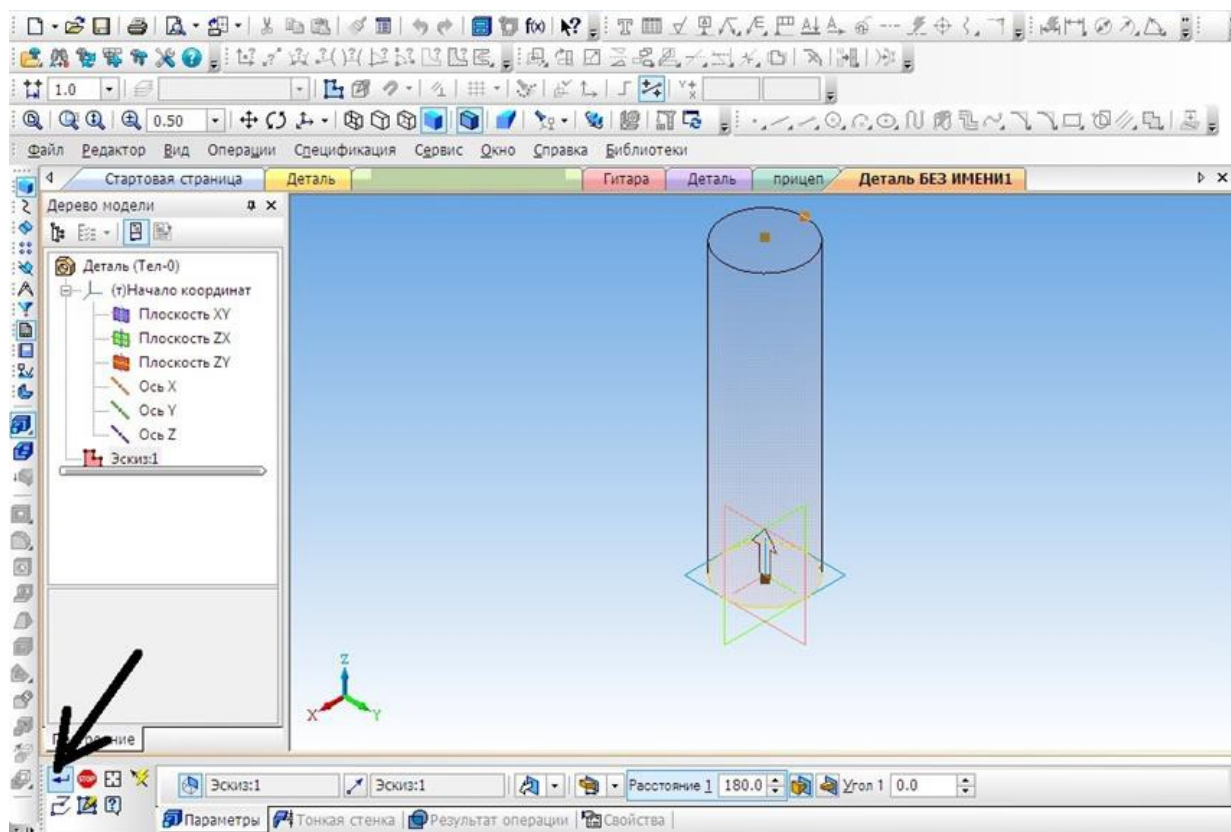 1.0
0.50
Файл Редактор Вид Операции Спецификация Сервис Окно Справка Библиотеки
Стартовая страница Деталь Гитара Деталь прицеп Деталь БЕЗ ИМЕНИ1
Дерево модели
Деталь (Тел-0)
(т)Начало координат
Плоскость XY
Плоскость ZX
Плоскость ZY
Ось X
Ось Y
Ось Z
Эскиз:1
Z
X Y
STOP
Эскиз:1 Эскиз:1 Расстояние 1 180.0 Угол 1 0.0
Параметры Тонкая стенка Результат операции Свойства